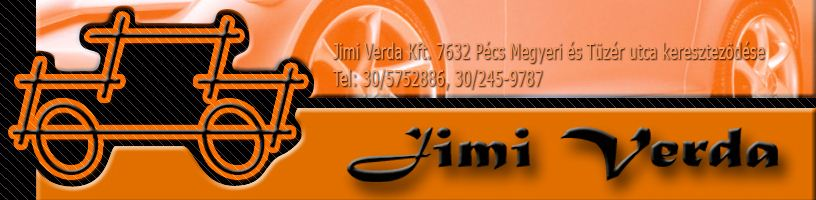 Jimi Verda Kft. 7632 Pécs Megyeri és Tüzér utca kereszteződése
Tel: 30/5752886, 30/245-9787
Jimi Verda